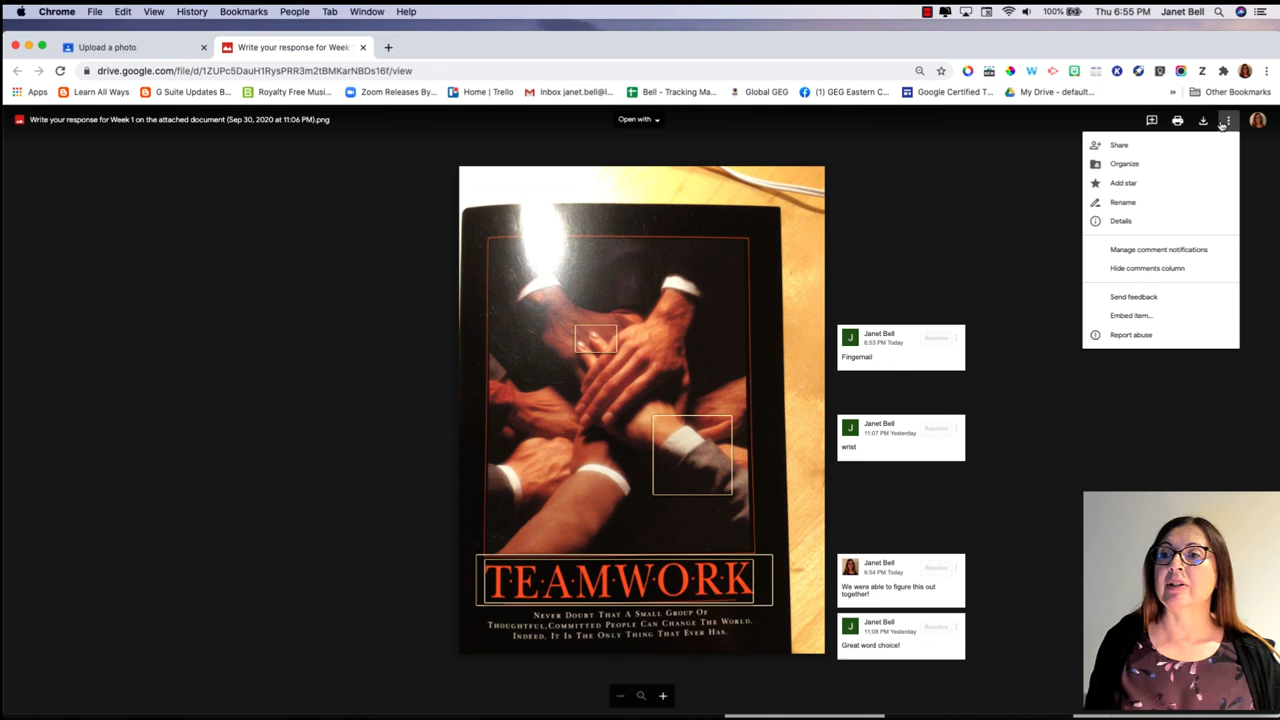 Chrome File Edit View History Bookmarks People Tab Window Help 100% Thu 6:55 PM Janet Bell
Upload a photo Write your response for Week 1
drive.google.com/file/d/1ZUPc5DauH1RysPRR3m2tBMKarNBDs16f/view
Apps Learn All Ways G Suite Updates B... Royalty Free Musi... Zoom Releases By... Home | Trello Inbox janet.bell@l... Bell - Tracking Ma... Global GEG (1) GEG Eastern C... Google Certified T... My Drive - default... » Other Bookmarks
Write your response for Week 1 on the attached document (Sep 30, 2020 at 11:06 PM).png Open with
Share
Organize
Add star
Rename
Details
Manage comment notifications
Hide comments column
Send feedback
Embed item...
Report abuse
J Janet Bell
6:53 PM Today Resolve
Fingernail
J Janet Bell
11:07 PM Yesterday Resolve
wrist
Janet Bell
6:54 PM Today Resolve
We were able to figure this out
together!
J Janet Bell
11:08 PM Yesterday Resolve
Great word choice!
T·E·A·M·W·O·R·K
NEVER DOUBT THAT A SMALL GROUP OF
THOUGHTFUL, COMMITTED PEOPLE CAN CHANGE THE WORLD.
INDEED, IT IS THE ONLY THING THAT EVER HAS.